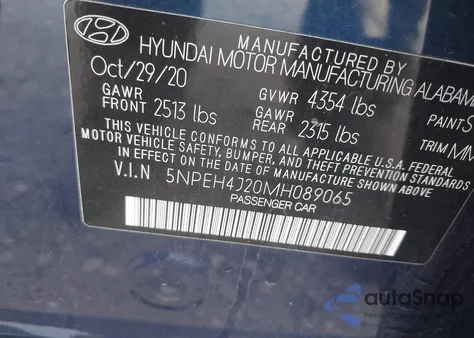 MANUFACTURED BY
HYUNDAI MOTOR MANUFACTURING ALABAM
Oct/29/20 GVWR 4354 lbs PAINT
GAWR FRONT 2513 lbs GAWR REAR 2315 lbs TRIM
THIS VEHICLE CONFORMS TO ALL APPLICABLE U.S.A. FEDERAL
MOTOR VEHICLE SAFETY, BUMPER, AND THEFT PREVENTION STANDARDS
IN EFFECT ON THE DATE OF MANUFACTURE SHOWN ABOVE
V.I.N 5NPEH4J20MH089065
PASSENGER CAR
autoSnap